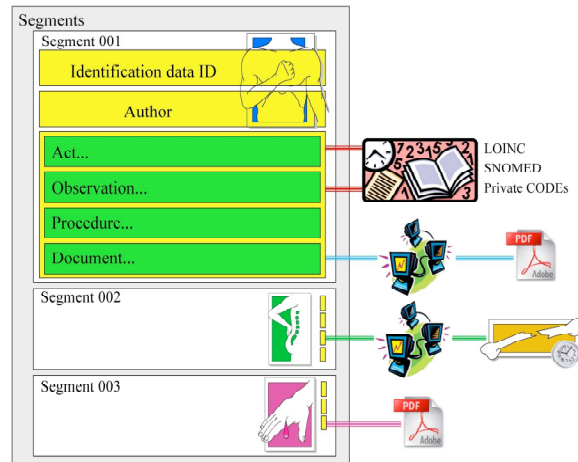 Segments
Segment 001
Identification data ID
Author
Act...
Observation...
Procedure...
Document...
LOINC
SNOMED
Private CODEs
PDF
Adobe
Segment 002
Segment 003
PDF
Adobe